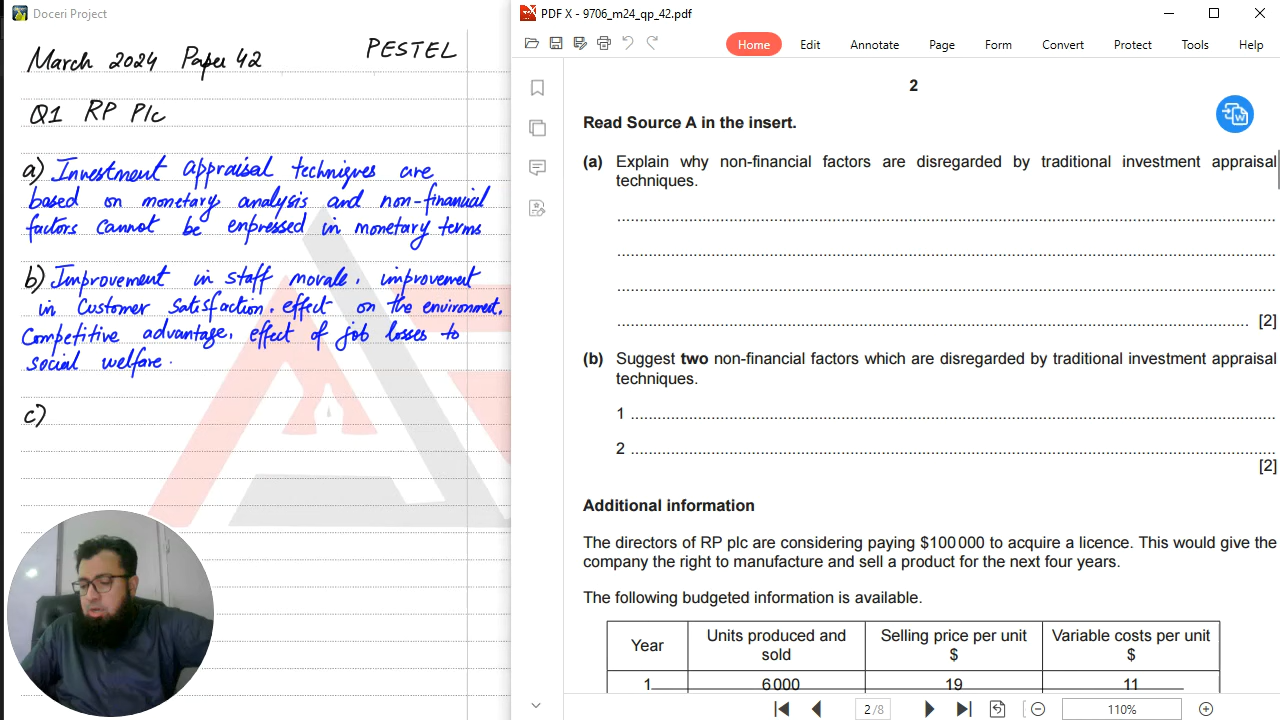 Doceri Project
March 2024 Paper 42
PESTEL
Q1 RP Plc
a) Investment appraisal techniques are
based on monetary analysis and non-financial
factors cannot be expressed in monetary terms
b) Improvement in staff morale, improvement
in Customer Satisfaction, effect on the environment,
Competitive advantage, effect of job losses to
social welfare.
c)
PDF X - 9706_m24_qp_42.pdf
Home Edit Annotate Page Form Convert Protect Tools Help
2
Read Source A in the insert.
(a) Explain why non-financial factors are disregarded by traditional investment appraisal
techniques.
[2]
(b) Suggest two non-financial factors which are disregarded by traditional investment appraisal
techniques.
1
2
[2]
Additional information
The directors of RP plc are considering paying $100 000 to acquire a licence. This would give the
company the right to manufacture and sell a product for the next four years.
The following budgeted information is available.
Year Units produced and Selling price per unit Variable costs per unit
sold $ $
1 6 000 19 11
2 /8
110%